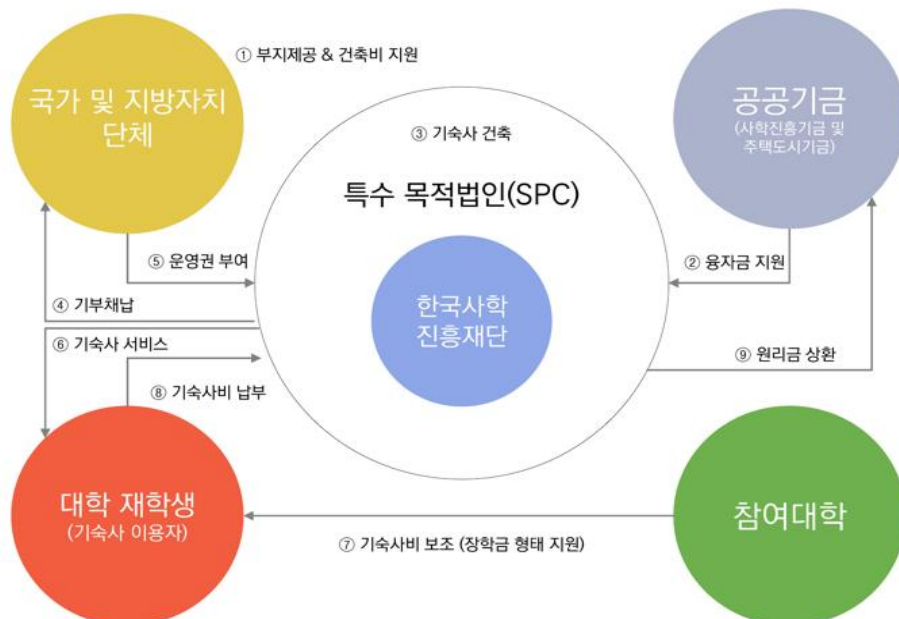 ① 부지제공 & 건축비 지원
국가 및 지방자치
단체
공공기금
(사학진흥기금 및
주택도시기금)
③ 기숙사 건축
특수 목적법인(SPC)
⑤ 운영권 부여
② 융자금 지원
④ 기부채납
한국사학
진흥재단
⑥ 기숙사 서비스
⑨ 원리금 상환
⑧ 기숙사비 납부
대학 재학생
(기숙사 이용자)
참여대학
⑦ 기숙사비 보조 (장학금 형태 지원)